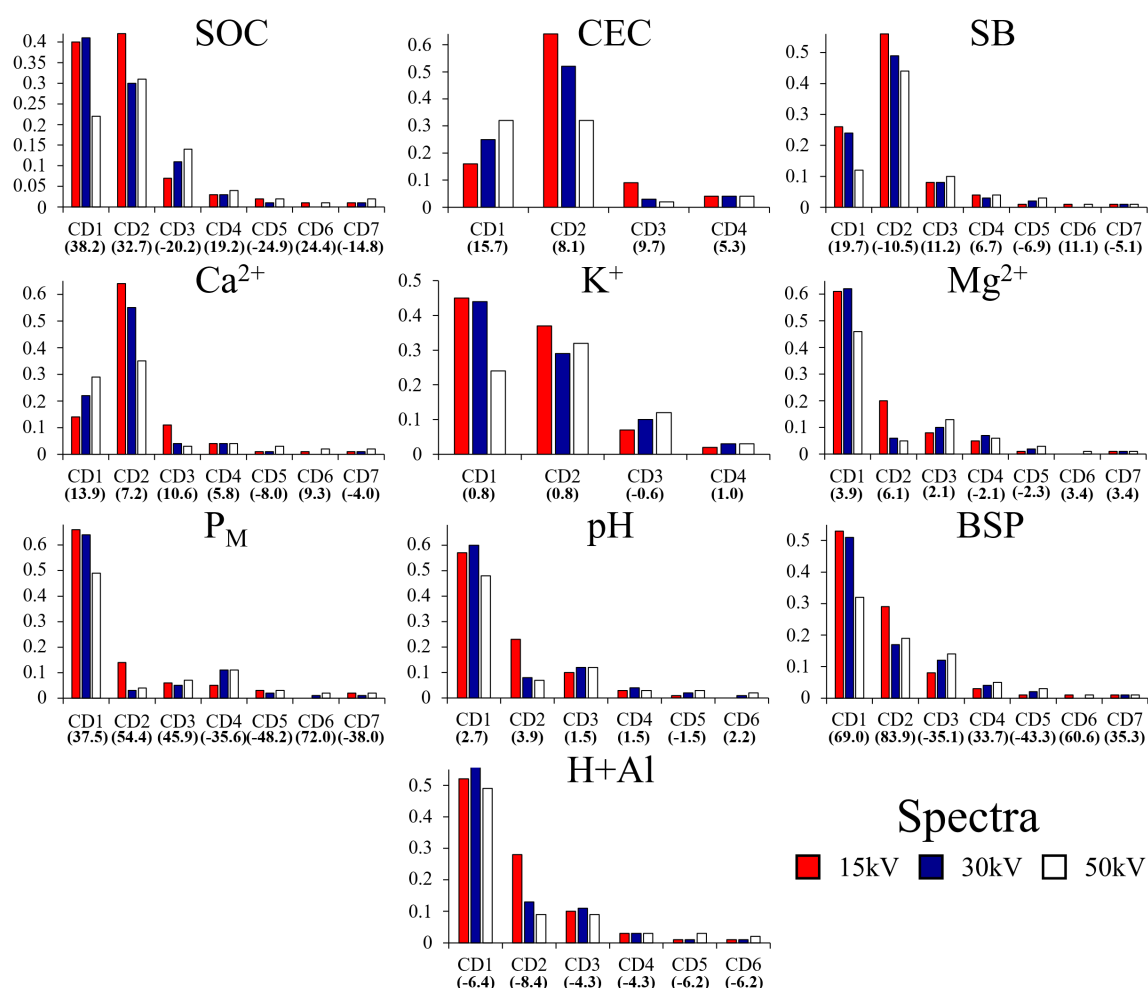 SOC
0.4
0.3
0.25
0.2
0.15
0.1
0.05
0
CD1 CD2 CD3 CD4 CD5 CD6 CD7
(38.2) (32.7) (-20.2) (19.2) (-24.9) (24.4) (-14.8)
CEC
0.6
0.5
0.4
0.3
0.2
0.1
0
CD1 CD2 CD3 CD4
(15.7) (8.1) (9.7) (5.3)
SB
0.5
0.4
0.3
0.2
0.1
0
CD1 CD2 CD3 CD4 CD5 CD6 CD7
(19.7) (-10.5) (11.2) (6.7) (-6.9) (11.1) (-5.1)
Ca²⁺
0.6
0.5
0.4
0.3
0.2
0.1
0
CD1 CD2 CD3 CD4 CD5 CD6 CD7
(13.9) (7.2) (10.6) (5.8) (-8.0) (9.3) (-4.0)
K⁺
0.5
0.4
0.3
0.2
0.1
0
CD1 CD2 CD3 CD4
(0.8) (0.8) (-0.6) (1.0)
Mg²⁺
0.6
0.5
0.4
0.3
0.2
0.1
0
CD1 CD2 CD3 CD4 CD5 CD6 CD7
(3.9) (6.1) (2.1) (-2.1) (-2.3) (3.4) (3.4)
P_M
0.6
0.5
0.4
0.3
0.2
0.1
0
CD1 CD2 CD3 CD4 CD5 CD6 CD7
(37.5) (54.4) (45.9) (-35.6) (-48.2) (72.0) (-38.0)
pH
0.6
0.5
0.4
0.3
0.2
0.1
0
CD1 CD2 CD3 CD4 CD5 CD6
(2.7) (3.9) (1.5) (1.5) (-1.5) (2.2)
BSP
0.5
0.4
0.3
0.2
0.1
0
CD1 CD2 CD3 CD4 CD5 CD6 CD7
(69.0) (83.9) (-35.1) (33.7) (-43.3) (60.6) (35.3)
H+Al
0.5
0.4
0.3
0.2
0.1
0
CD1 CD2 CD3 CD4 CD5 CD6
(-6.4) (-8.4) (-4.3) (-4.3) (-6.2) (-6.2)
Spectra
15kV 30kV 50kV